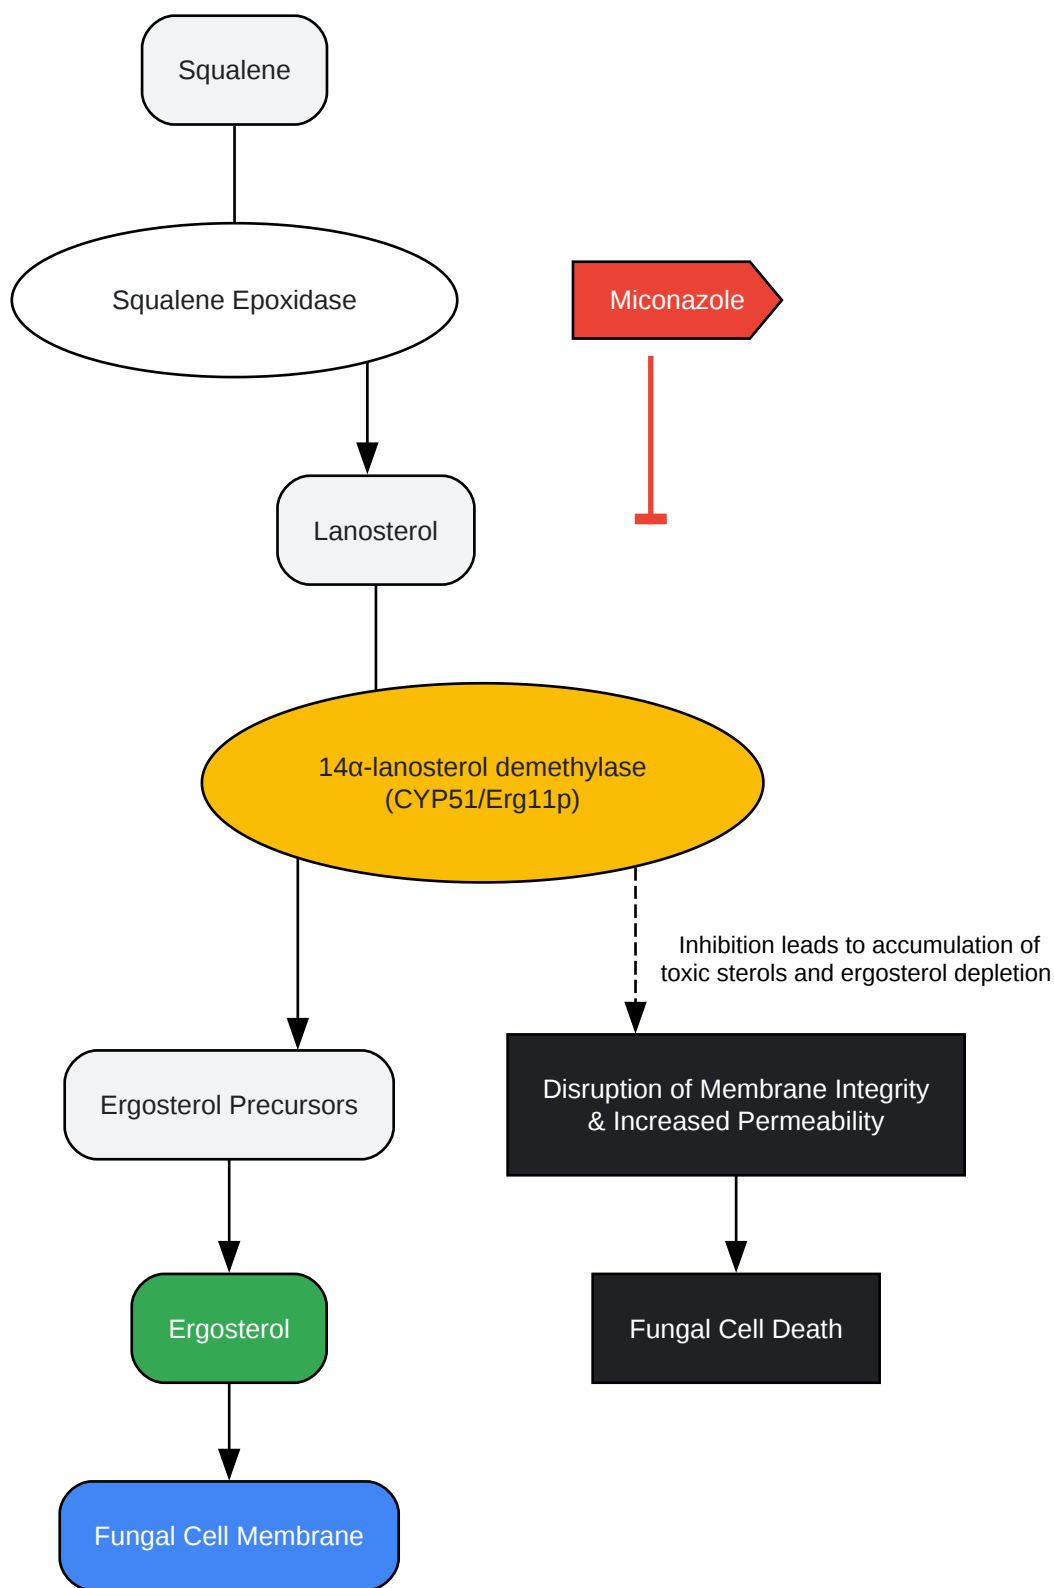 Squalene
Squalene Epoxidase
Miconazole
Lanosterol
14α-lanosterol demethylase
(CYP51/Erg11p)
Inhibition leads to accumulation of
toxic sterols and ergosterol depletion
Ergosterol Precursors
Disruption of Membrane Integrity
& Increased Permeability
Ergosterol
Fungal Cell Death
Fungal Cell Membrane